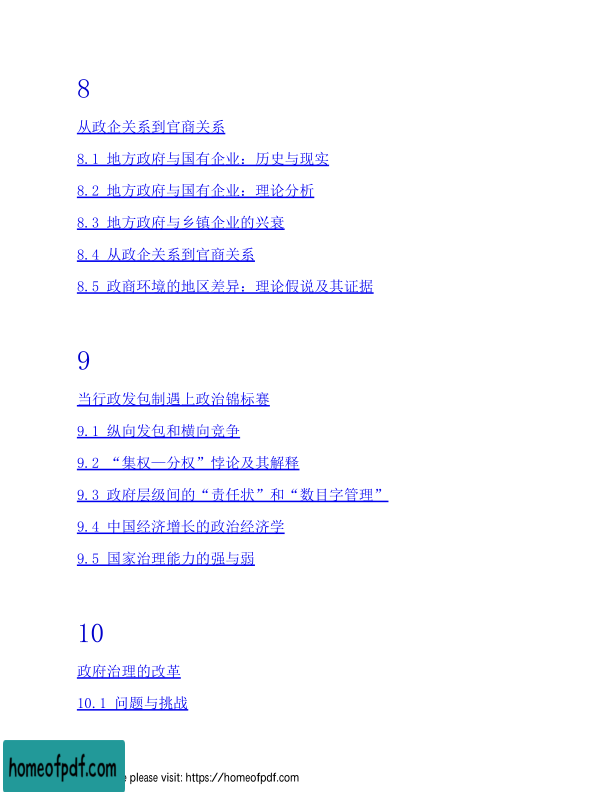 8
从政企关系到官商关系
8.1 地方政府与国有企业：历史与现实
8.2 地方政府与国有企业：理论分析
8.3 地方政府与乡镇企业的兴衰
8.4 从政企关系到官商关系
8.5 政商环境的地区差异：理论假说及其证据
9
当行政发包制遇上政治锦标赛
9.1 纵向发包和横向竞争
9.2 “集权—分权”悖论及其解释
9.3 政府层级间的“责任状”和“数目字管理”
9.4 中国经济增长的政治经济学
9.5 国家治理能力的强与弱
10
政府治理的改革
10.1 问题与挑战
homeofpdf.com
please visit: https://homeofpdf.com